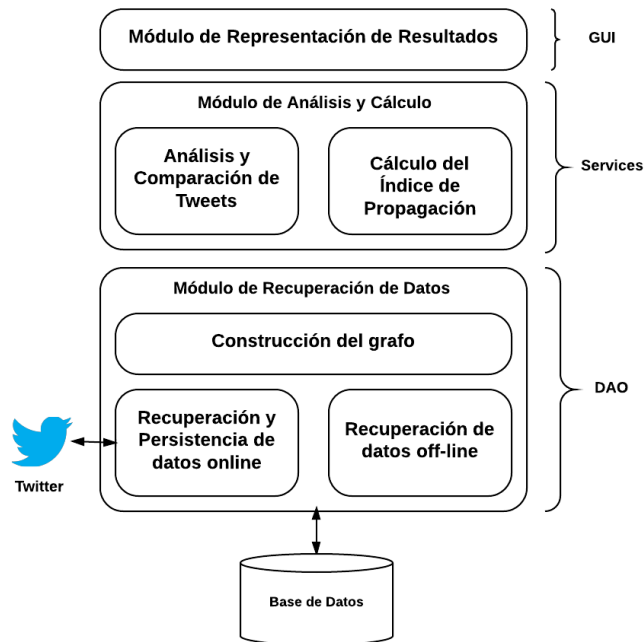 Módulo de Representación de Resultados
GUI
Módulo de Análisis y Cálculo
Análisis y
Comparación de
Tweets
Cálculo del
Índice de
Propagación
Services
Módulo de Recuperación de Datos
Construcción del grafo
Recuperación y
Persistencia de
datos online
Recuperación de
datos off-line
DAO
Twitter
Base de Datos